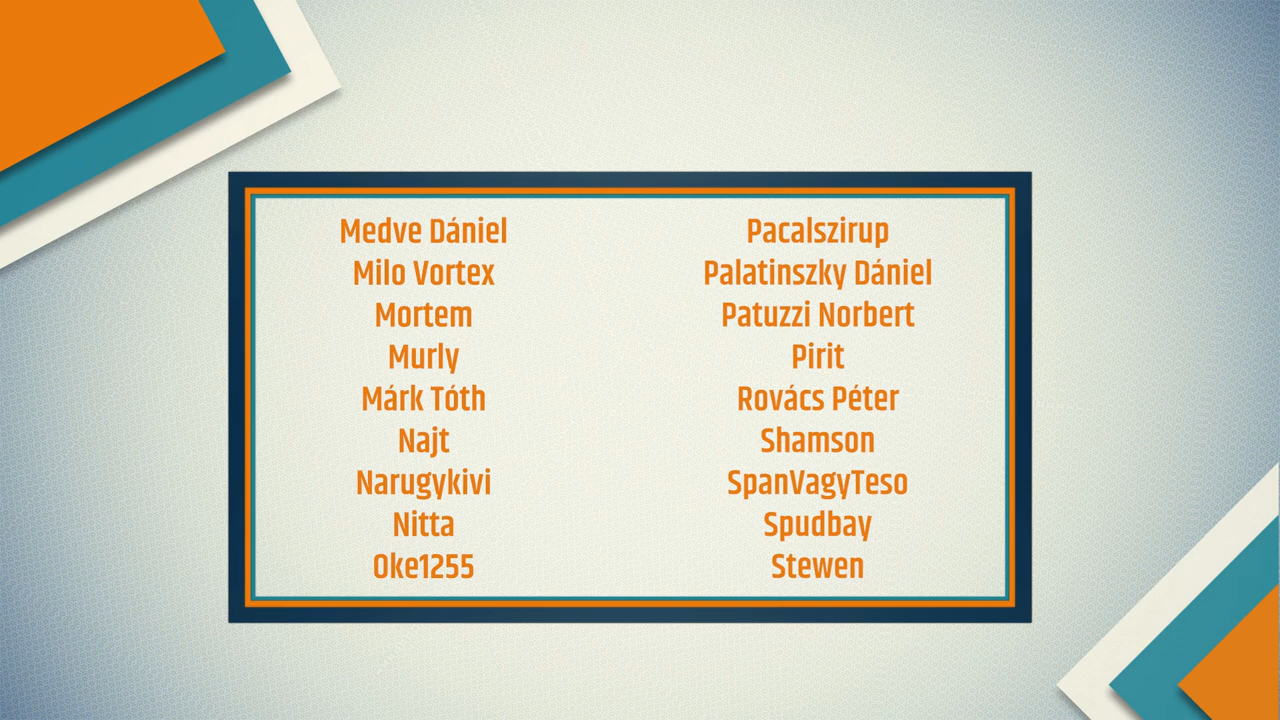 Medve Dániel
Milo Vortex
Mortem
Murly
Márk Tóth
Najt
Narugykivi
Nitta
Oke1255
Pacalszirup
Palatinszky Dániel
Patuzzi Norbert
Pirit
Rovács Péter
Shamson
SpanVagyTeso
Spudbay
Stewen